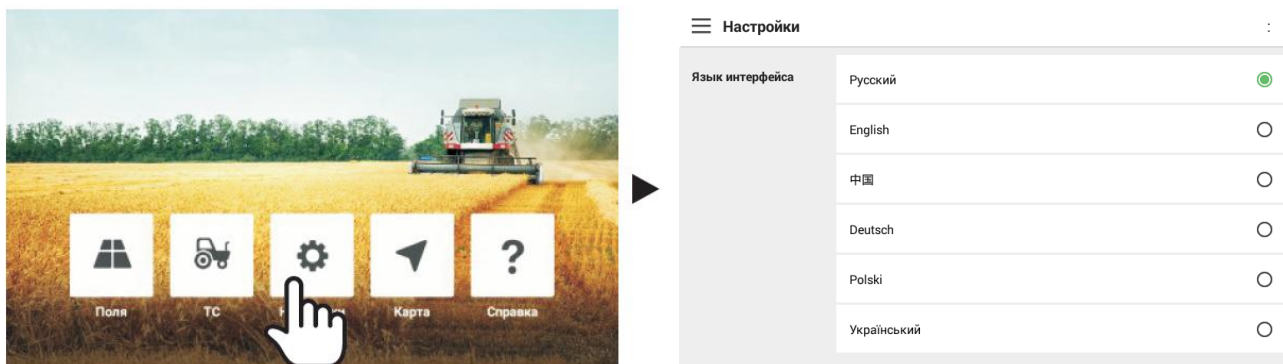 Поля
ТС
Карта
Справка
?
Настройки
:
Язык интерфейса
Русский
English
中国
Deutsch
Polski
Український